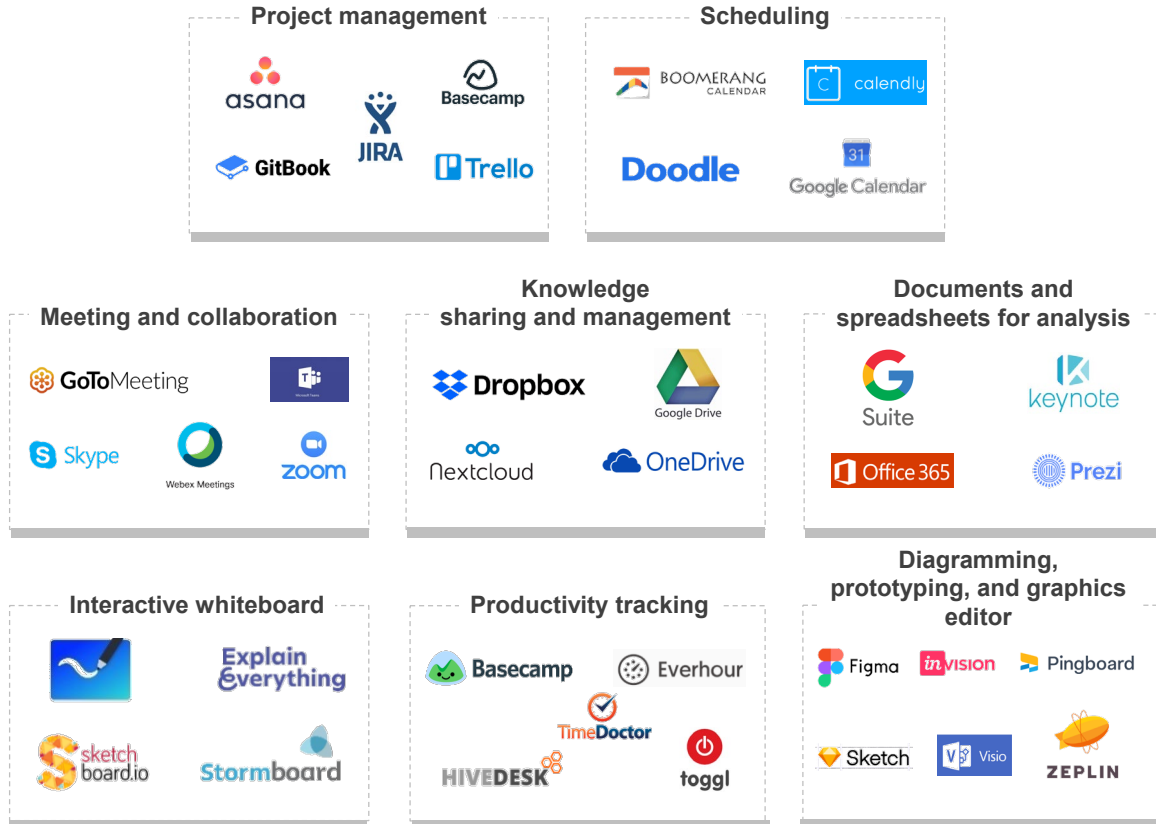 Project management
asana
JIRA
Basecamp
GitBook
Trello
Scheduling
BOOMERANG
CALENDAR
C calendly
Doodle
31
Google Calendar
Meeting and collaboration
GoToMeeting
T
Microsoft Teams
S Skype
Webex Meetings
zoom
Knowledge
sharing and management
Dropbox
Google Drive
Nextcloud
OneDrive
Documents and
spreadsheets for analysis
G
Suite
keynote
Office 365
Prezi
Interactive whiteboard
Explain
Everything
S sketch
board.io
Stormboard
Productivity tracking
Basecamp
Everhour
TimeDoctor
HIVEDESK
toggl
Diagramming,
prototyping, and graphics
editor
Figma
inVISION
Pingboard
Sketch
V Visio
ZEPLIN